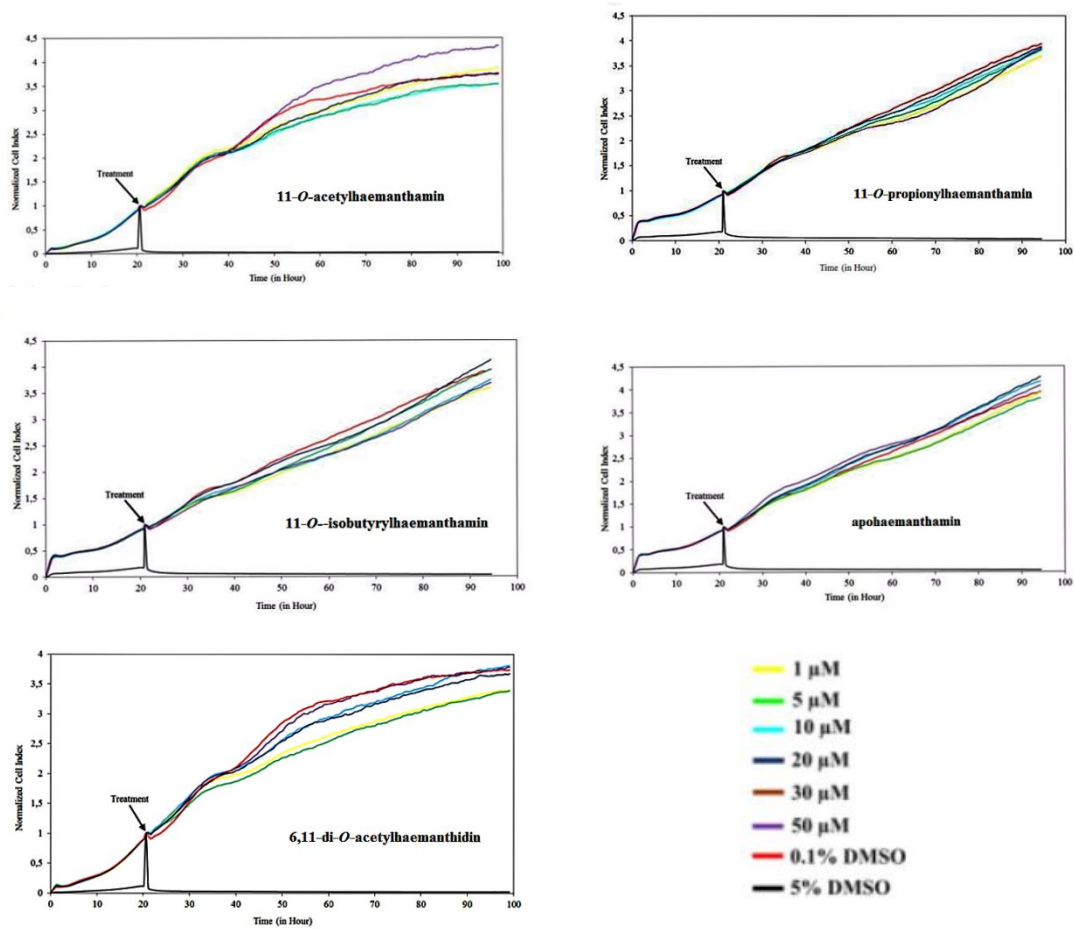 4,5
4
3,5
3
2,5
2
1,5
1
0,5
0
Normalized Cell Index
Treatment
11-O-acetylhaemanthamin
0 10 20 30 40 50 60 70 80 90 100
Time (in Hour)
4,5
4
3,5
3
2,5
2
1,5
1
0,5
0
Normalized Cell Index
Treatment
11-O-propionylhaemanthamin
0 10 20 30 40 50 60 70 80 90 100
Time (in Hour)
4,5
4
3,5
3
2,5
2
1,5
1
0,5
0
Normalized Cell Index
Treatment
11-O--isobutyrylhaemanthamin
0 10 20 30 40 50 60 70 80 90 100
Time (in Hour)
4,5
4
3,5
3
2,5
2
1,5
1
0,5
0
Normalized Cell Index
Treatment
apohaemanthamin
0 10 20 30 40 50 60 70 80 90 100
Time (in Hour)
4
3,5
3
2,5
2
1,5
1
0,5
0
Normalized Cell Index
Treatment
6,11-di-O-acetylhaemanthidin
0 10 20 30 40 50 60 70 80 90 100
Time (in Hour)
1 µM
5 µM
10 µM
20 µM
30 µM
50 µM
0.1% DMSO
5% DMSO